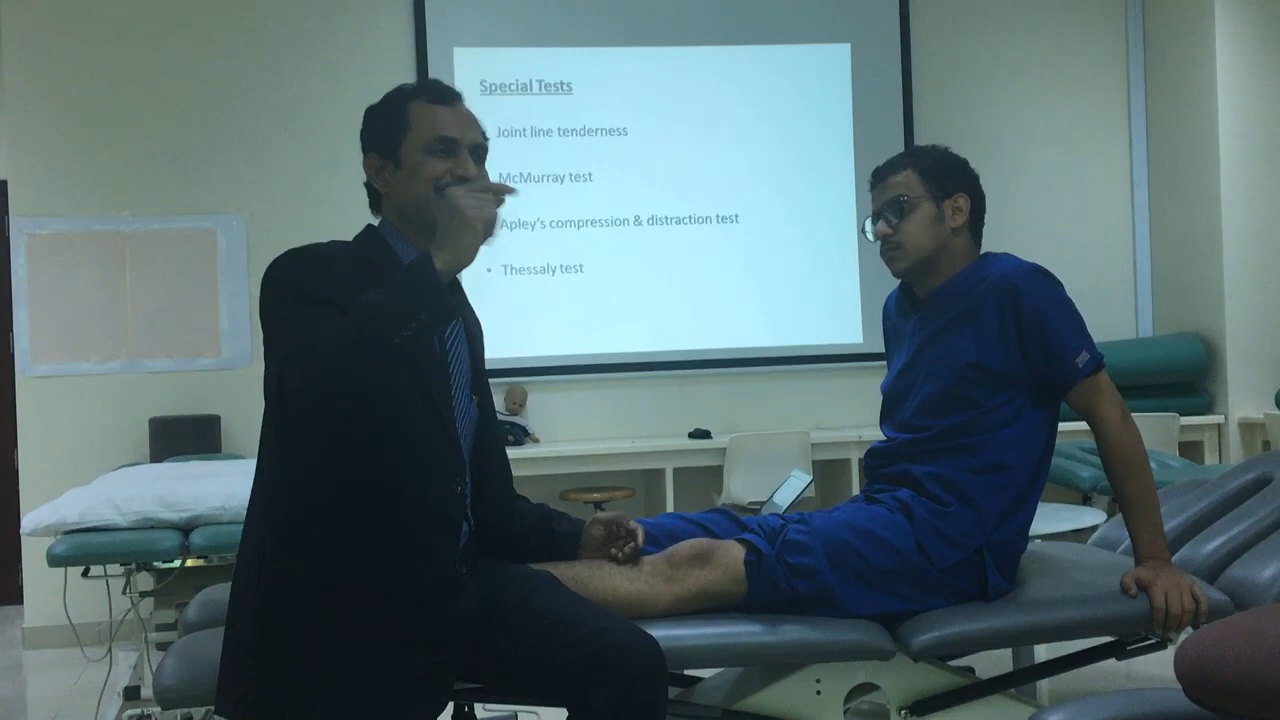 Special Tests
Joint line tenderness
McMurray test
Apley's compression & distraction test
• Thessaly test